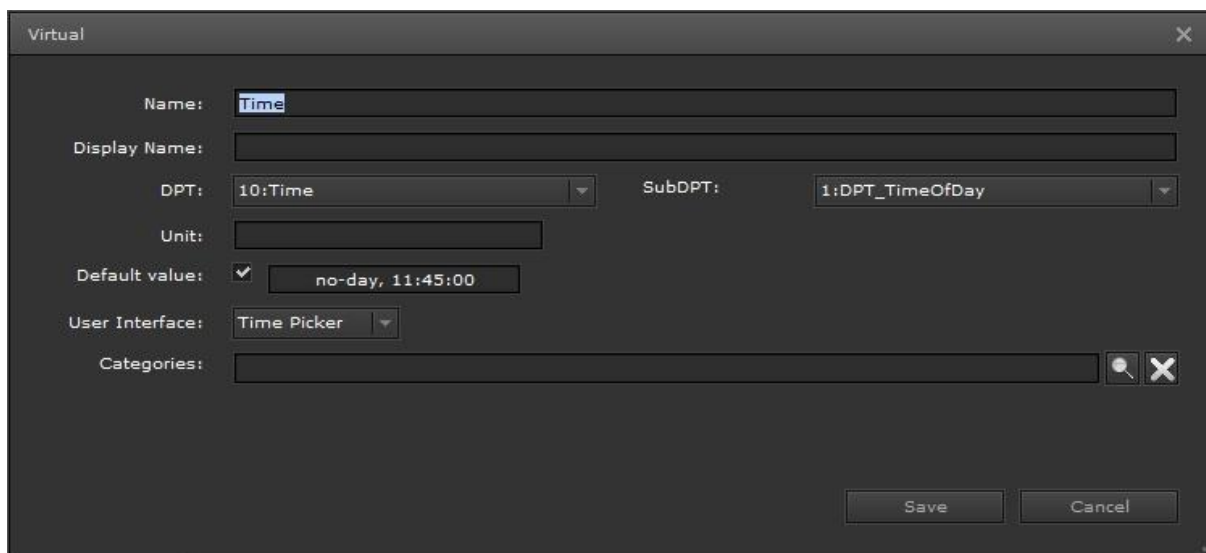 Virtual
Name: Time
Display Name:
DPT: 10:Time SubDPT: 1:DPT_TimeOfDay
Unit:
Default value: no-day, 11:45:00
User Interface: Time Picker
Categories:
Save Cancel